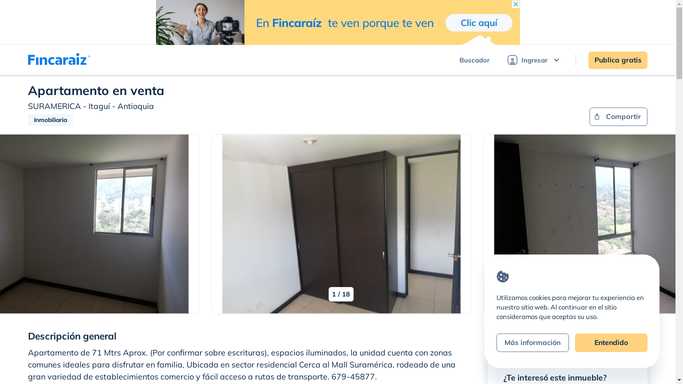 En Fincaraíz te ven porque te ven
Clic aquí
Fincaraíz
Buscador
Ingresar
Publica gratis
Apartamento en venta
SURAMERICA - Itaguí - Antioquia
Inmobiliaria
Compartir
1 / 18
Utilizamos cookies para mejorar tu experiencia en
nuestro sitio web. Al continuar en el sitio
consideramos que aceptas su uso.
Más información
Entendido
Descripción general
Apartamento de 71 Mtrs Aprox. (Por confirmar sobre escrituras), espacios iluminados, la unidad cuenta con zonas
comunes ideales para disfrutar en familia. Ubicada en sector residencial Cerca al Mall Suramérica, rodeada de una
gran variedad de establecimientos comercio y fácil acceso a rutas de transporte. 679-45877.
¿Te interesó este inmueble?